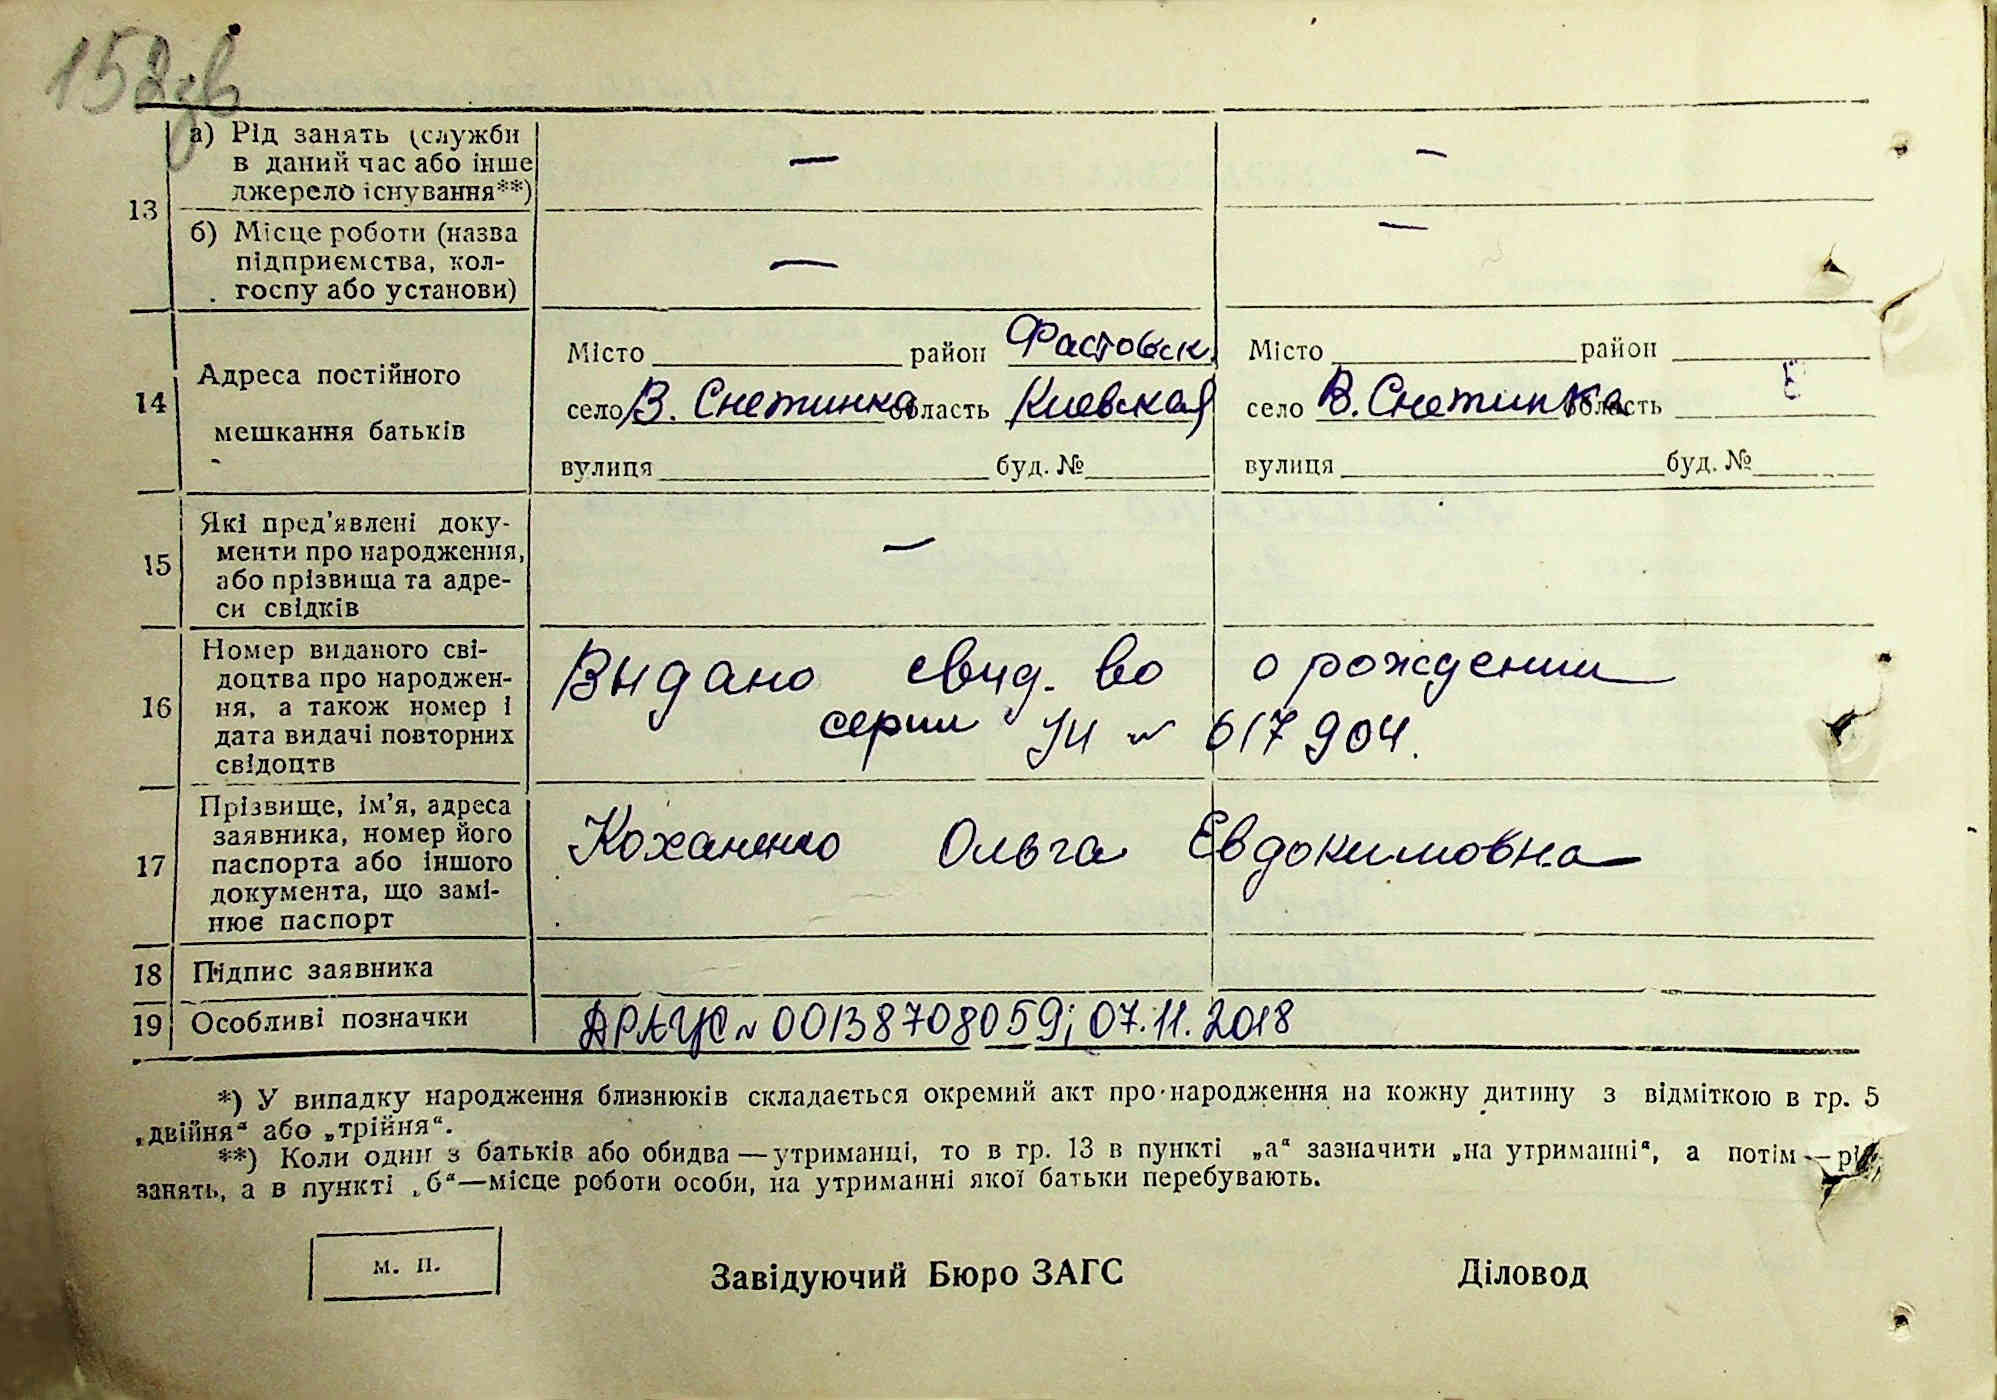 152зв
13
а) Рід занять (служби
в даний час або інше
джерело існування**)
—
—
б) Місце роботи (назва
підприємства, кол-
госпу або установи)
—
—
14
Адреса постійного
мешкання батьків
Місто район Фастовск.
село В. Снетинка область Киевская
вулиця буд. №
Місто район
село В. Снетинка область
вулиця буд. №
15
Які пред'явлені доку-
менти про народження,
або прізвища та адре-
си свідків
—
16
Номер виданого сві-
доцтва про народжен-
ня, а також номер і
дата видачі повторних
свідоцтв
Видано свид. во о рождении
серии УН № 617904.
17
Прізвище, ім'я, адреса
заявника, номер його
паспорта або іншого
документа, що замі-
нює паспорт
Коханенко Ольга Евдокимовна
18 Підпис заявника
19 Особливі позначки
ДРАЦС № 00138708059; 07.11.2018
*) У випадку народження близнюків складається окремий акт про народження на кожну дитину з відміткою в гр. 5
„двійня“ або „трійня“.
**) Коли один з батьків або обидва — утриманці, то в гр. 13 в пункті „а“ зазначити „на утриманні“, а потім — рід
занять, а в пункті „б“—місце роботи особи, на утриманні якої батьки перебувають.
м. п.
Завідуючий Бюро ЗАГС
Діловод